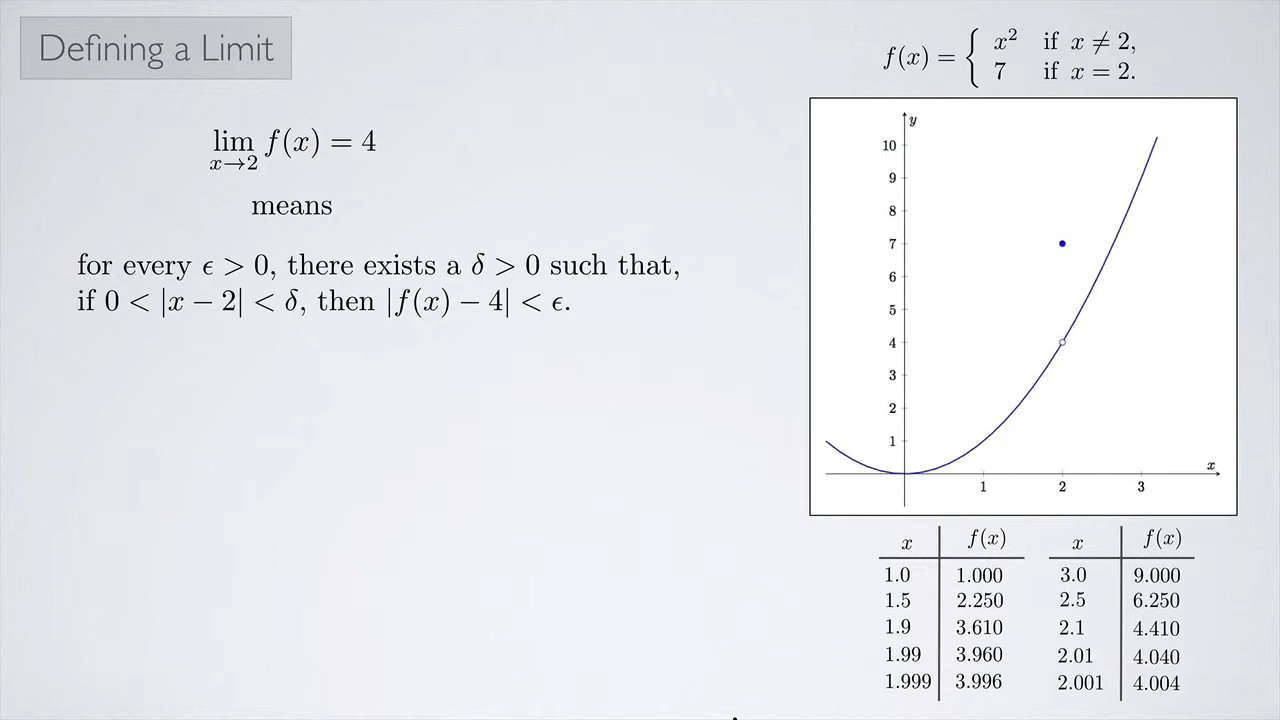 Defining a Limit
lim f(x) = 4
x→2
means
for every ϵ > 0, there exists a δ > 0 such that,
if 0 < |x − 2| < δ, then |f(x) − 4| < ϵ.
f(x) = { x² if x ≠ 2,
7 if x = 2.
y
10
9
8
7
6
5
4
3
2
1
x
1 2 3
x f(x) x f(x)
1.0 1.000 3.0 9.000
1.5 2.250 2.5 6.250
1.9 3.610 2.1 4.410
1.99 3.960 2.01 4.040
1.999 3.996 2.001 4.004